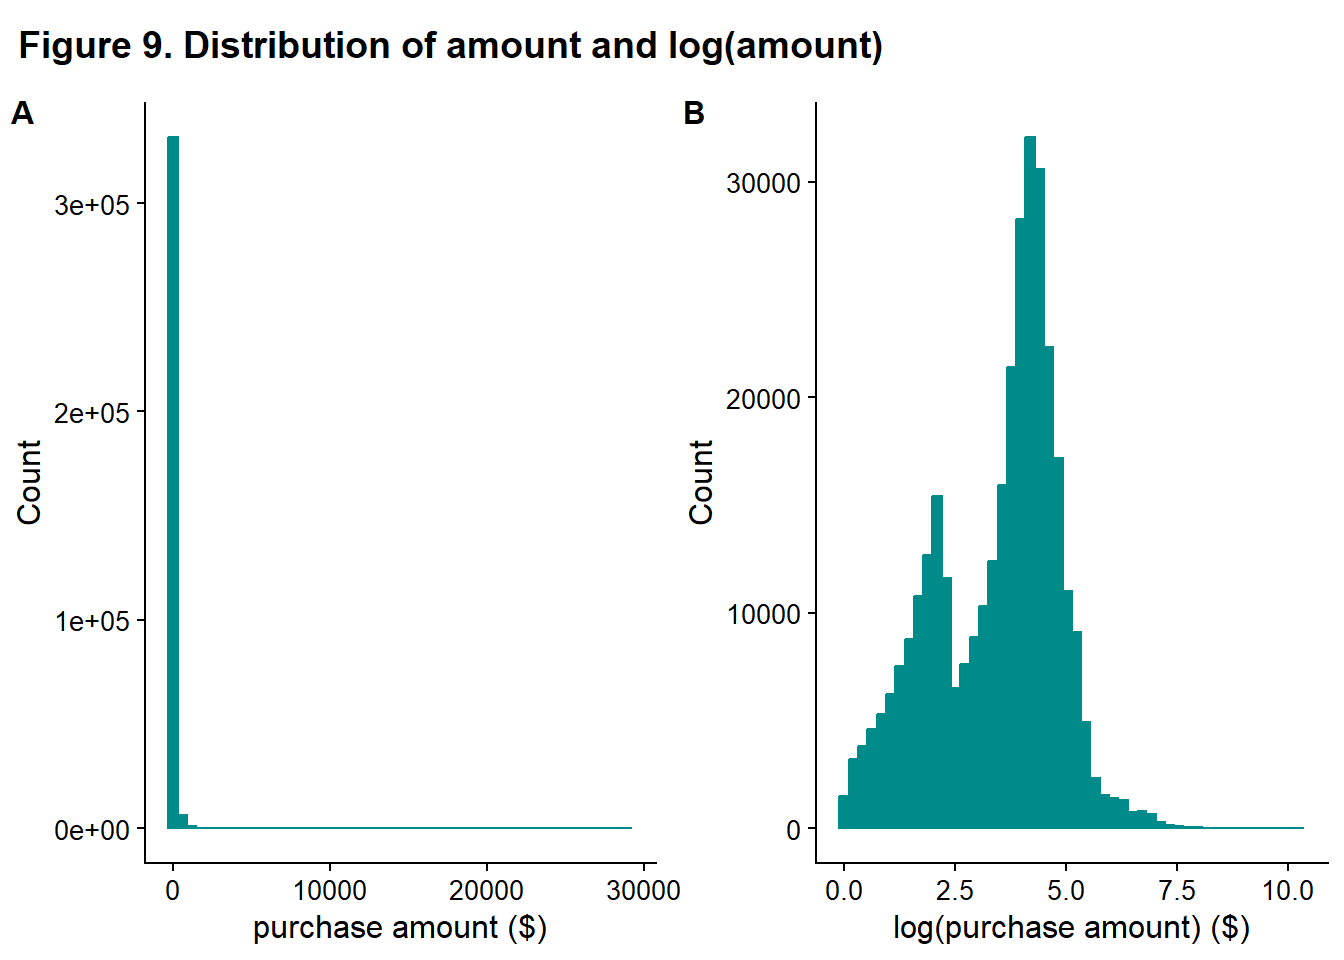 Figure 9. Distribution of amount and log(amount)
A
3e+05
2e+05
1e+05
0e+00
Count
0
10000
20000
30000
purchase amount ($)
B
30000
20000
10000
0
Count
0.0
2.5
5.0
7.5
10.0
log(purchase amount) ($)